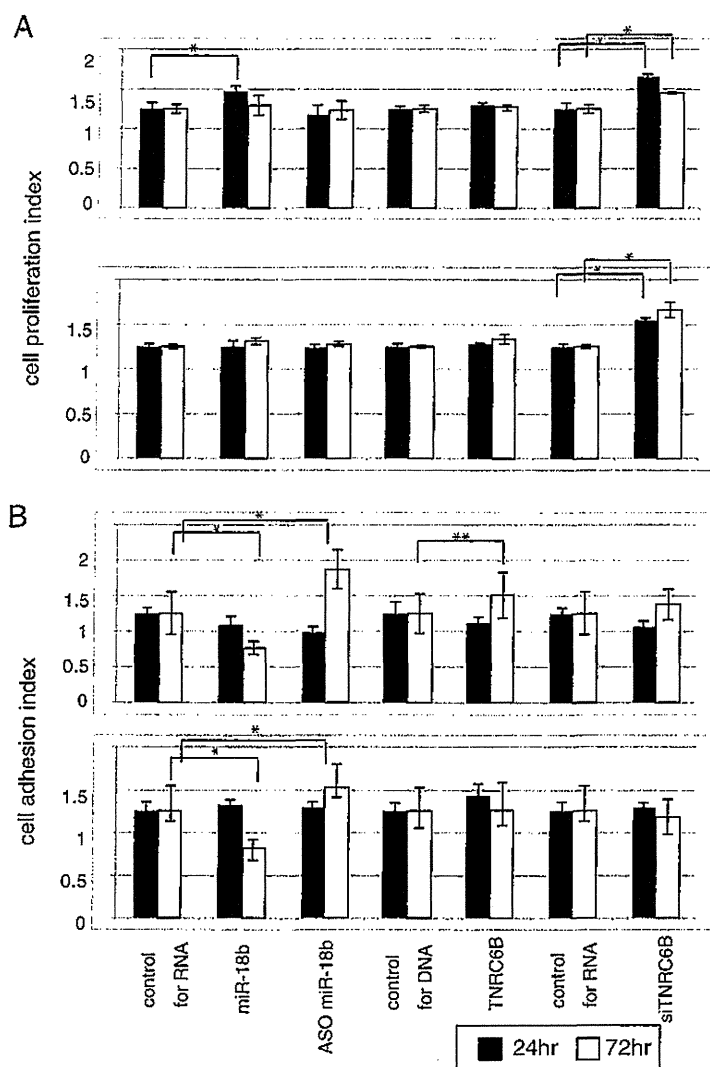 A
cell proliferation index
2
1.5
1
0.5
0
*
*
*
1.5
1
0.5
0
*
*
B
cell adhesion index
2
1.5
1
0.5
0
*
*
**
1.5
1
0.5
0
*
*
control for RNA
miR-18b
ASO miR-18b
control for DNA
TNRC6B
control for RNA
siTNRC6B
24hr
72hr